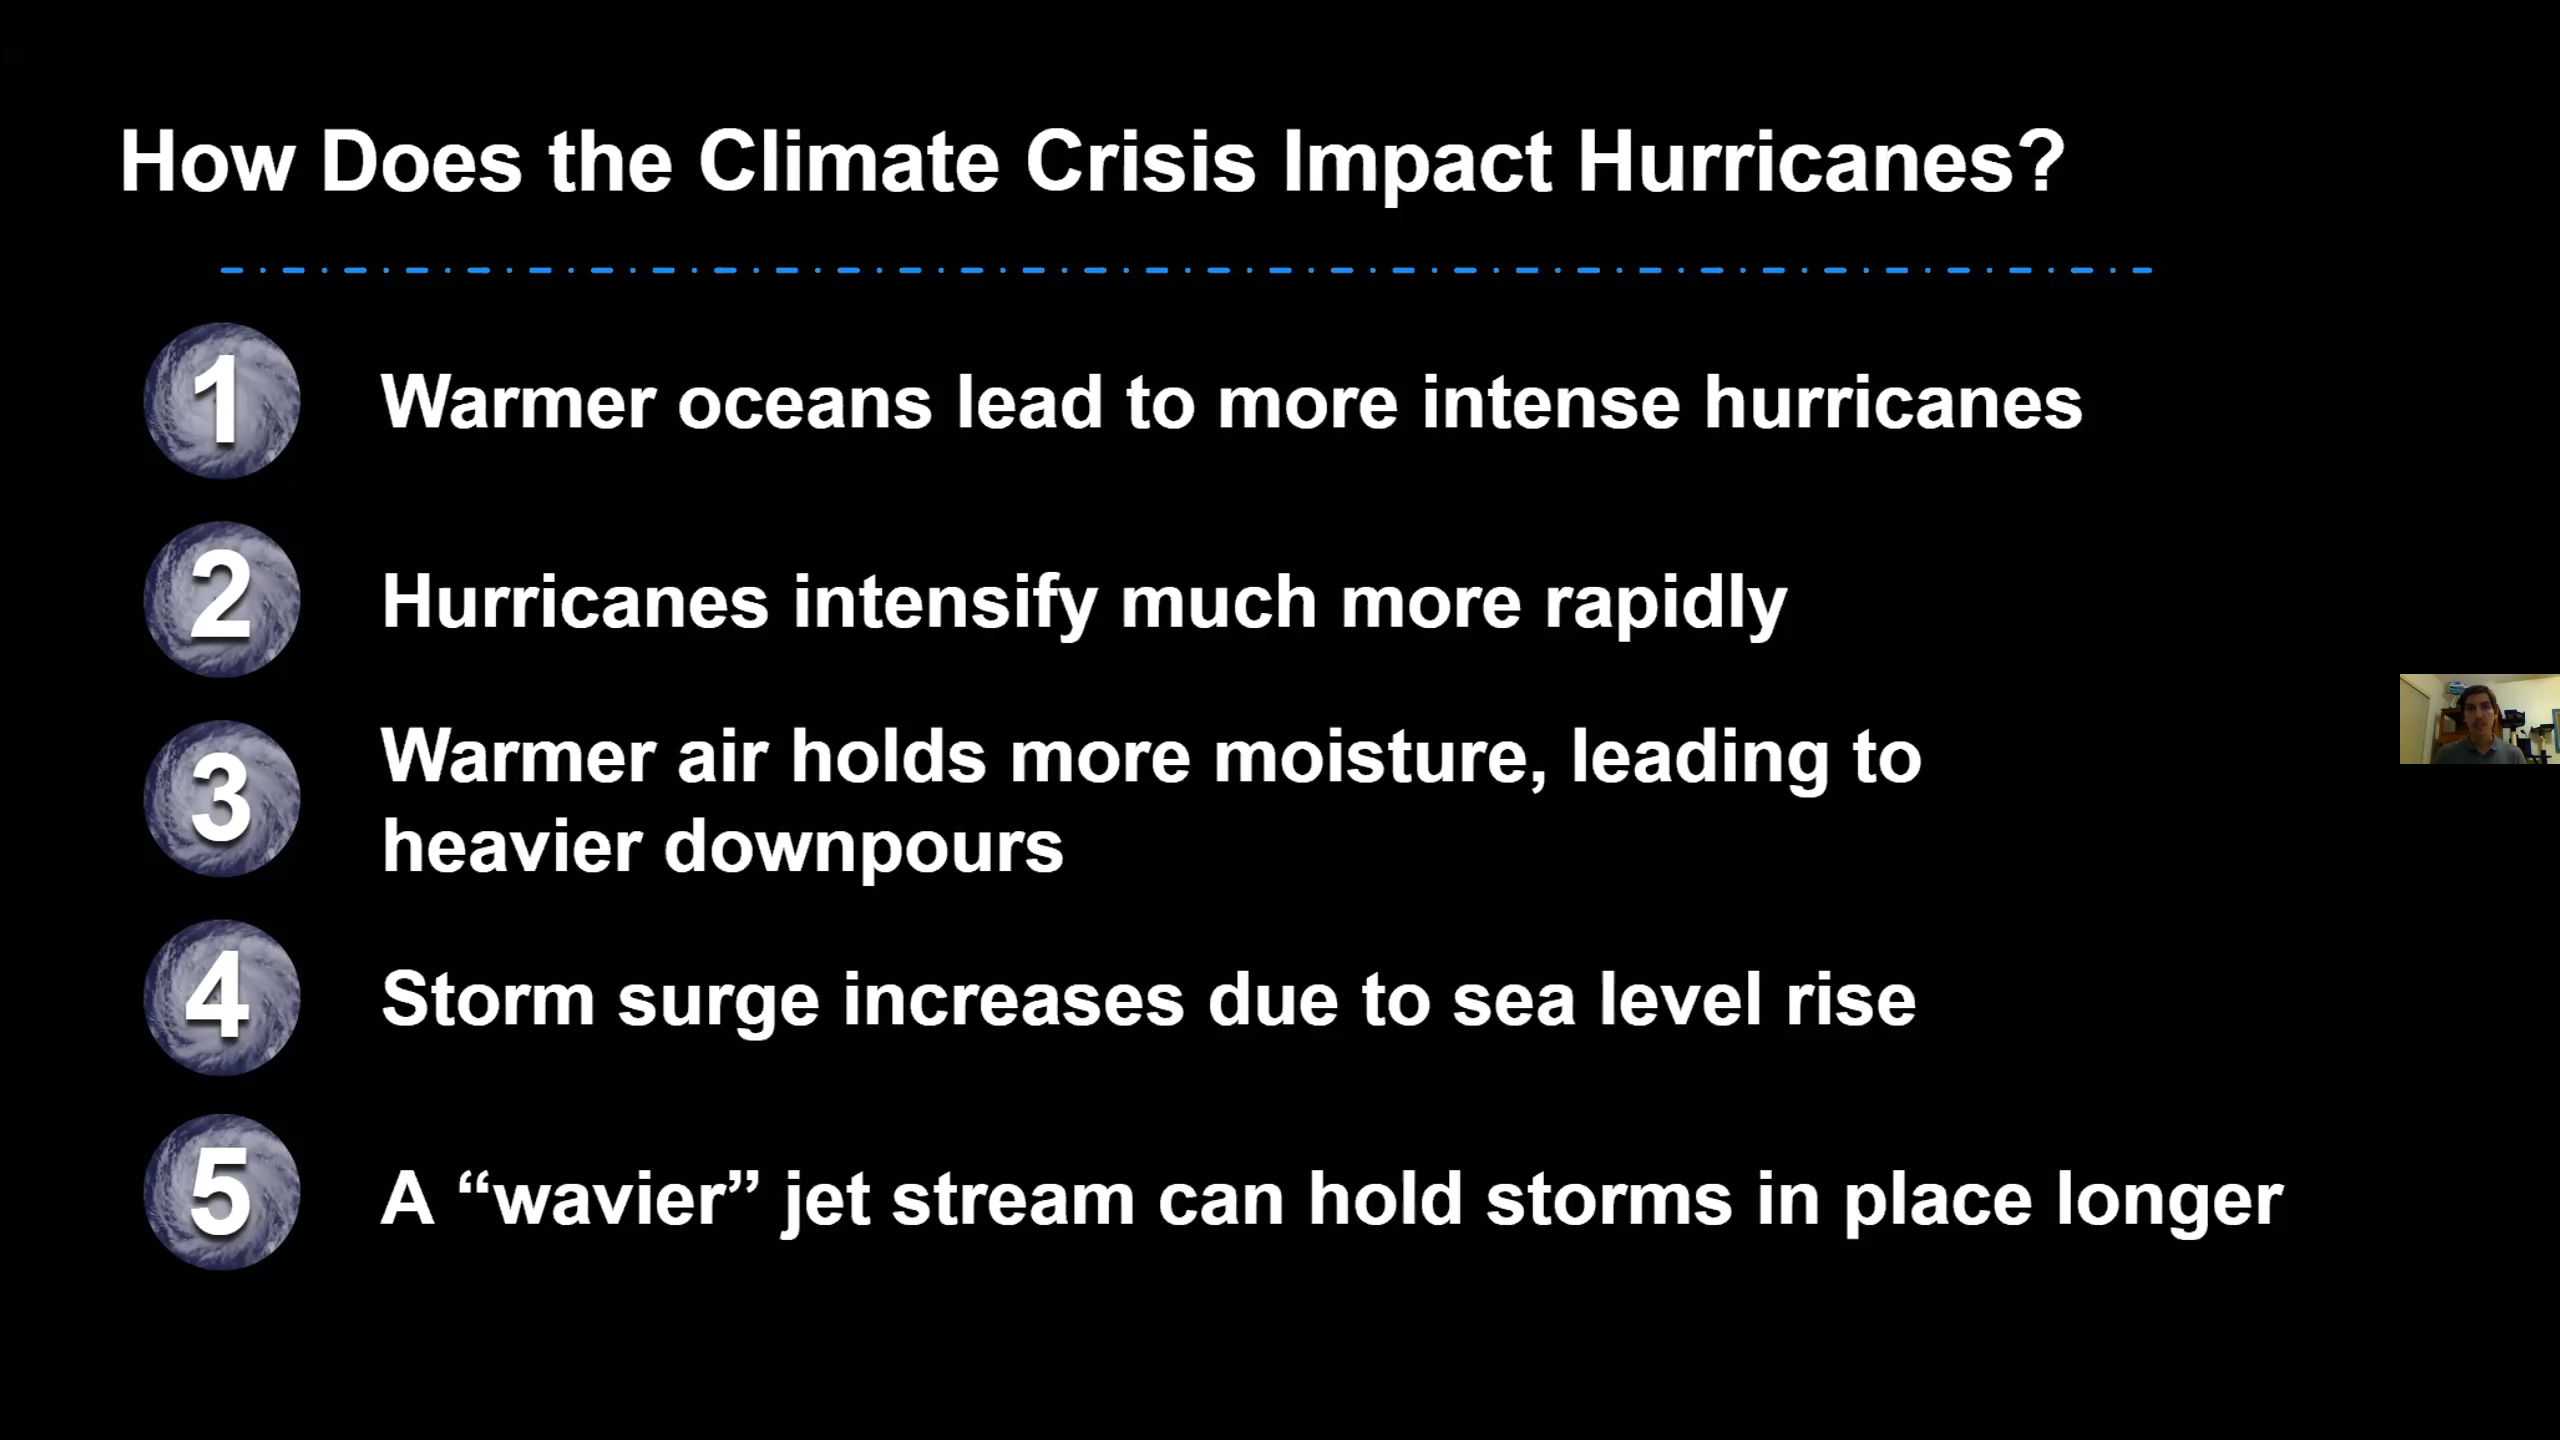 How Does the Climate Crisis Impact Hurricanes?
1 Warmer oceans lead to more intense hurricanes
2 Hurricanes intensify much more rapidly
3 Warmer air holds more moisture, leading to
heavier downpours
4 Storm surge increases due to sea level rise
5 A “wavier” jet stream can hold storms in place longer